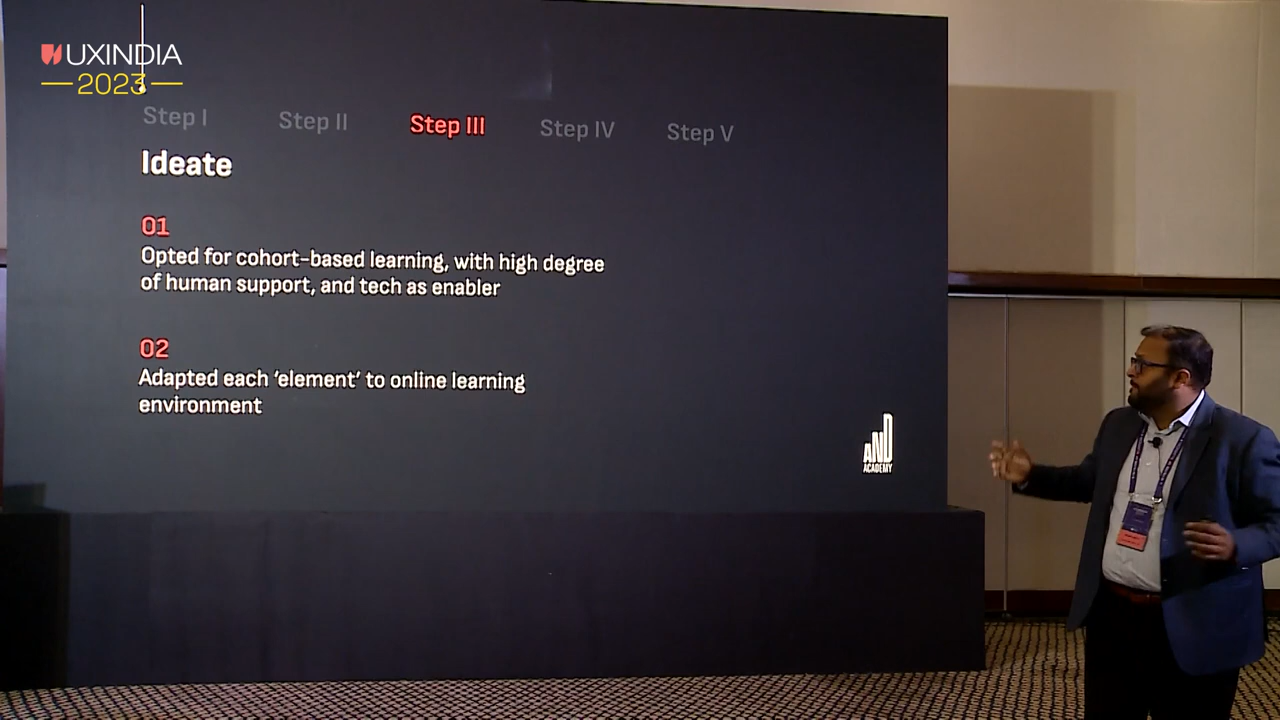 UXINDIA
2023
Step I Step II Step III Step IV Step V
Ideate
01
Opted for cohort-based learning, with high degree
of human support, and tech as enabler
02
Adapted each ‘element’ to online learning
environment
AND
ACADEMY